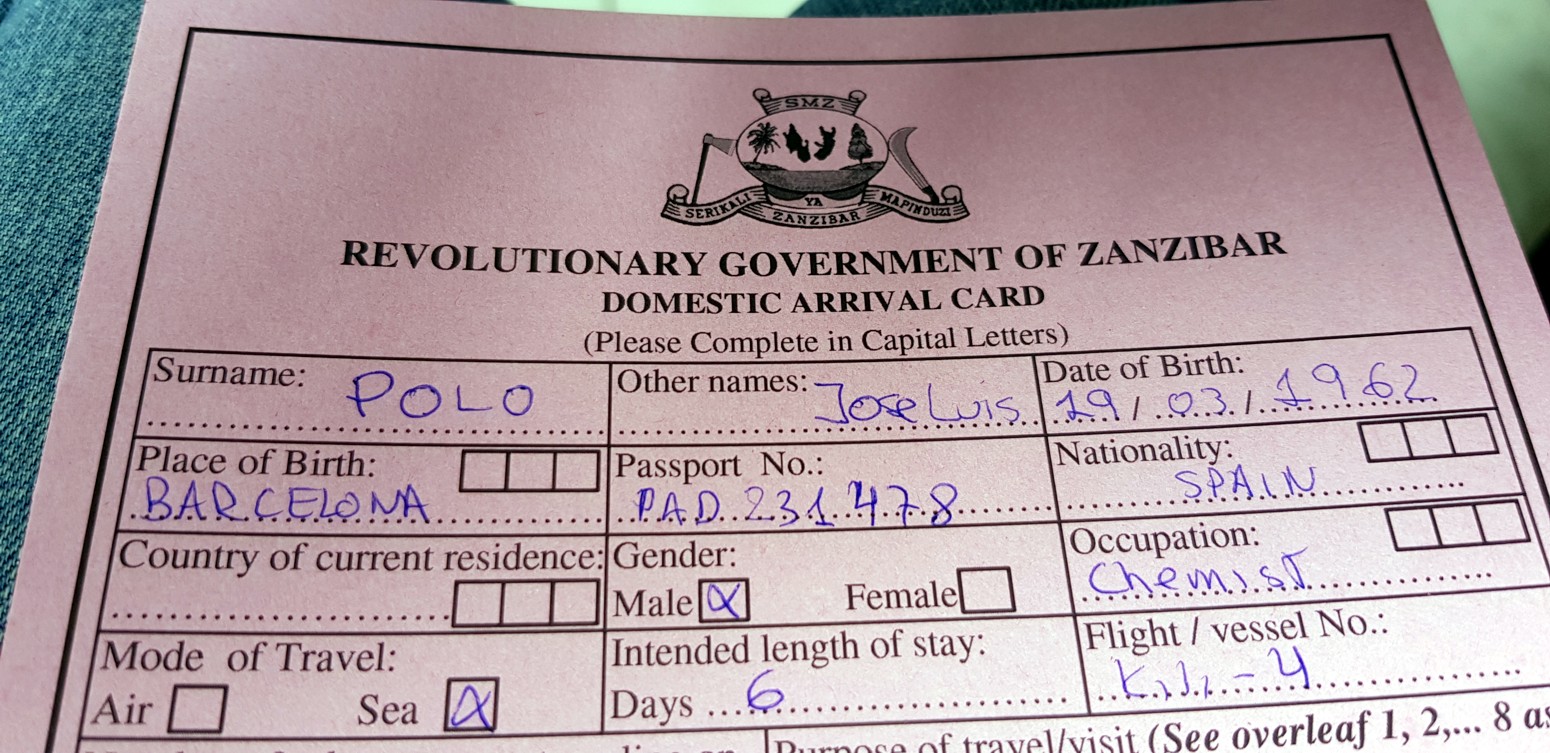 SMZ
SERIKALI YA MAPINDUZI
ZANZIBAR
REVOLUTIONARY GOVERNMENT OF ZANZIBAR
DOMESTIC ARRIVAL CARD
(Please Complete in Capital Letters)
Surname: POLO
Other names: Jose Luis
Date of Birth: 19/03/1962
Place of Birth: BARCELONA
Passport No.: PAD 231478
Nationality: SPAIN
Country of current residence:
Gender:
Male Female
Occupation: Chemist
Mode of Travel:
Air Sea
Intended length of stay:
Days 6
Flight / vessel No.:
Purpose of travel/visit (See overleaf 1, 2,... 8